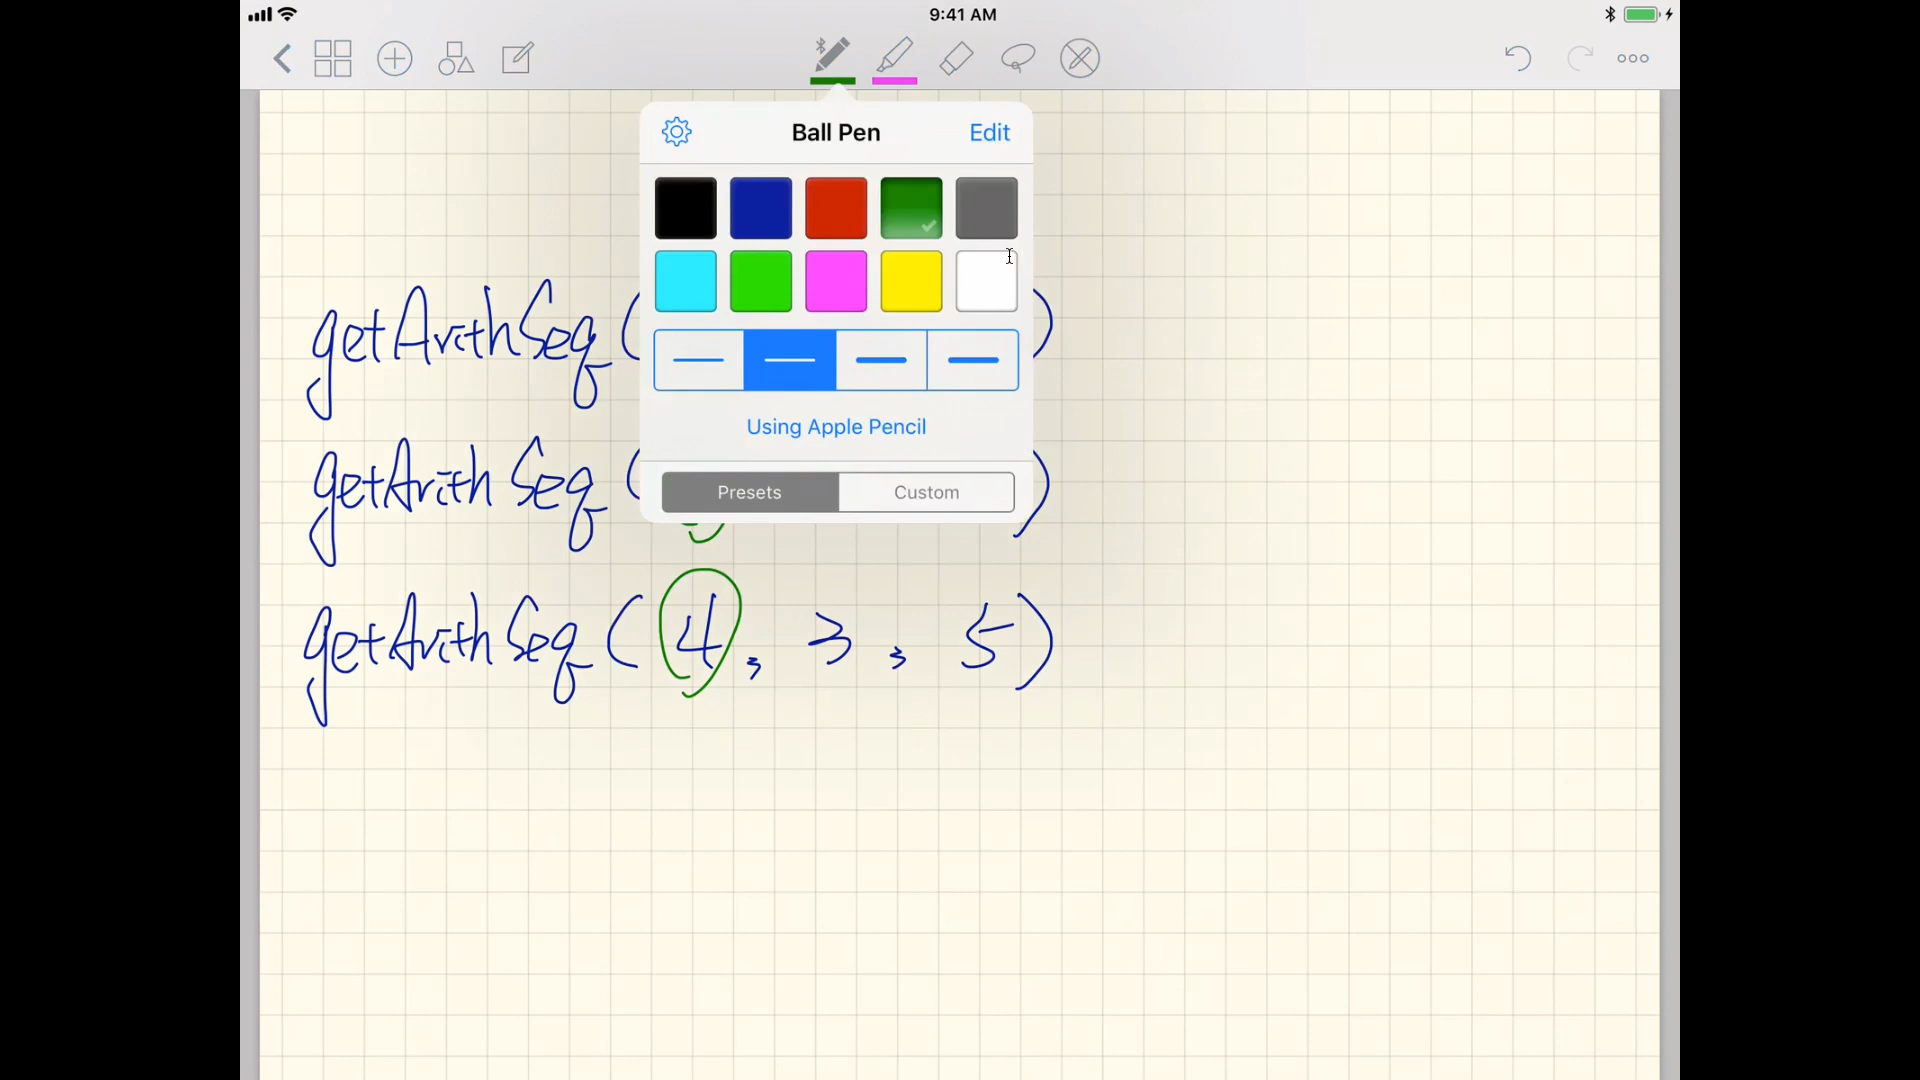 9:41 AM
Ball Pen
Edit
getArithSeq( )
Using Apple Pencil
getArithSeq( )
Presets
Custom
getArithSeq( 4, 3, 5)